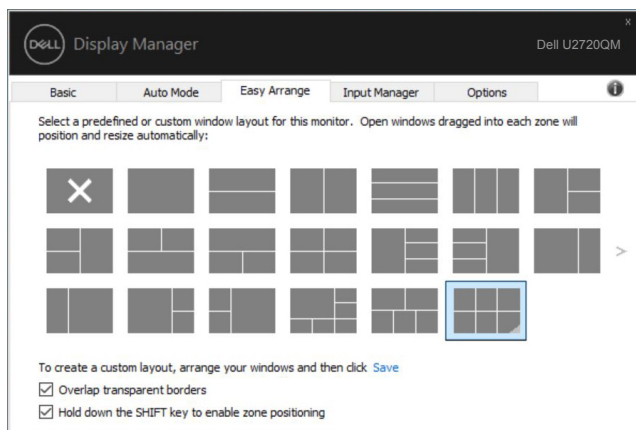 x
DELL Display Manager Dell U2720QM
Basic Auto Mode Easy Arrange Input Manager Options i
Select a predefined or custom window layout for this monitor. Open windows dragged into each zone will
position and resize automatically:
>
To create a custom layout, arrange your windows and then click Save
Overlap transparent borders
Hold down the SHIFT key to enable zone positioning